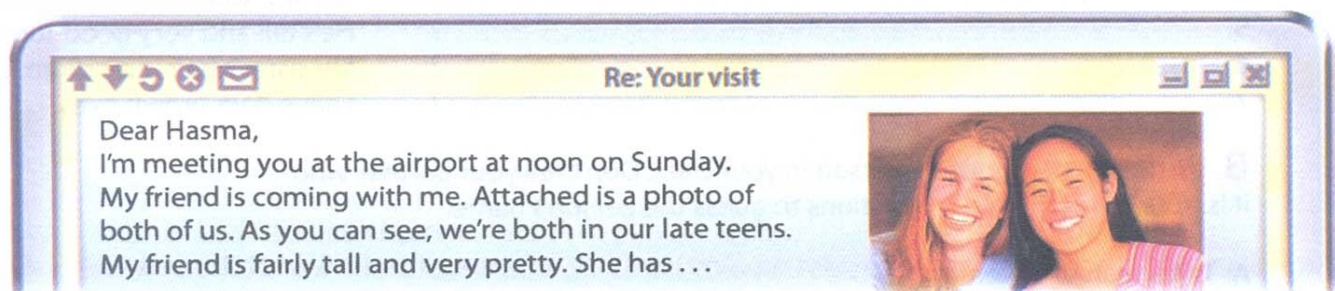 Re: Your visit
Dear Hasma,
I'm meeting you at the airport at noon on Sunday.
My friend is coming with me. Attached is a photo of
both of us. As you can see, we're both in our late teens.
My friend is fairly tall and very pretty. She has . . .